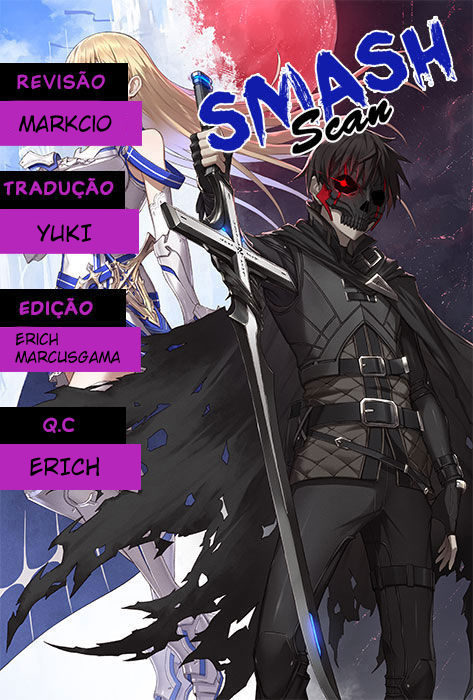 SMASH
Scan
REVISÃO
MARKCIO
TRADUÇÃO
YUKI
EDIÇÃO
ERICH
MARCUSGAMA
Q.C
ERICH